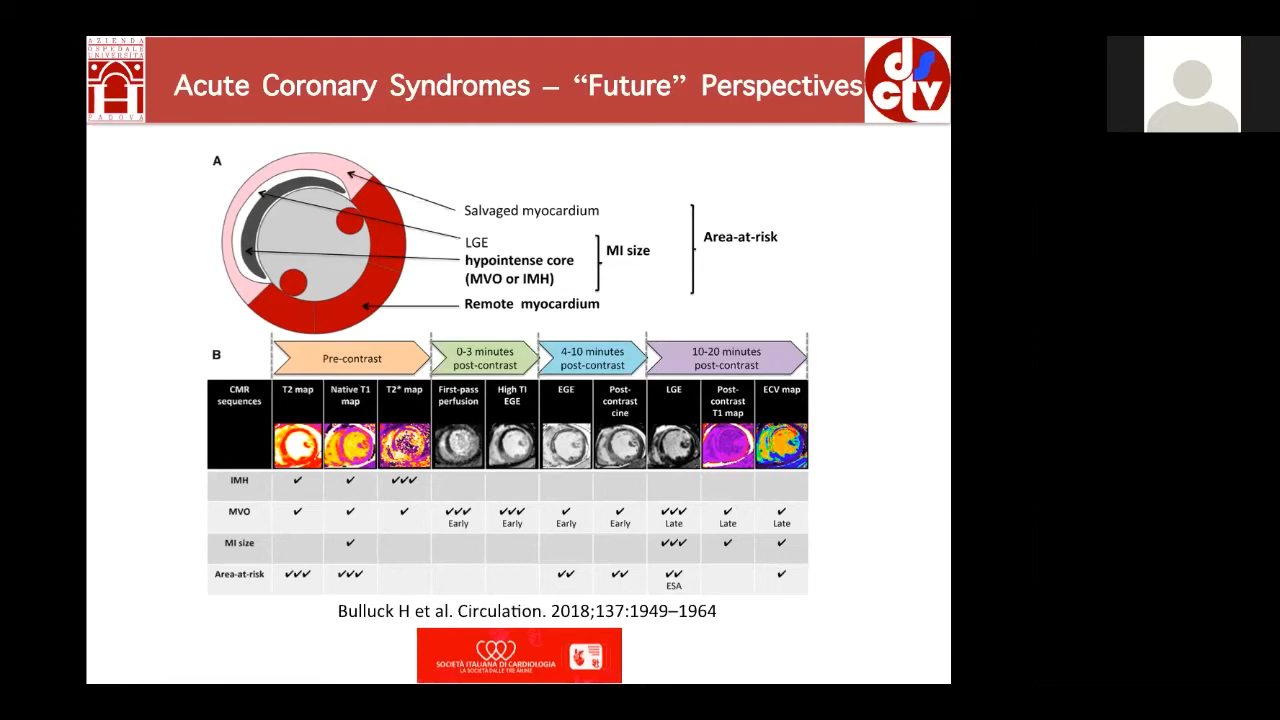 AZIENDA
OSPEDALE
UNIVERSITÀ
PADOVA
Acute Coronary Syndromes – “Future” Perspectives
ds
ctv
A
Salvaged myocardium
LGE
hypointense core
(MVO or IMH)
Remote myocardium
MI size
Area-at-risk
B
Pre-contrast
0-3 minutes
post-contrast
4-10 minutes
post-contrast
10-20 minutes
post-contrast
CMR
sequences
T2 map
Native T1
map
T2* map
First-pass
perfusion
High TI
EGE
EGE
Post-
contrast
cine
LGE
Post-
contrast
T1 map
ECV map
IMH ✔ ✔ ✔✔✔
MVO ✔ ✔ ✔ ✔✔✔ ✔✔✔ ✔ ✔ ✔✔✔ ✔ ✔
Early Early Early Early Late Late Late
MI size ✔ ✔✔✔ ✔ ✔
Area-at-risk ✔✔✔ ✔✔✔ ✔✔ ✔✔ ✔✔ ✔
ESA
Bulluck H et al. Circulation. 2018;137:1949–1964
SOCIETÀ ITALIANA DI CARDIOLOGIA
LA SOCIETÀ DALLE TRE ANIME